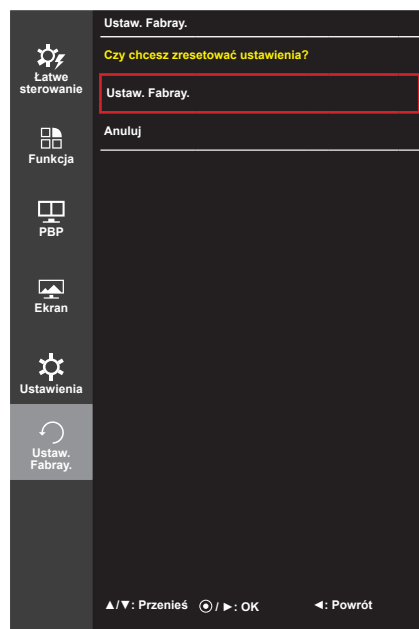 Łatwe
sterowanie
Funkcja
PBP
Ekran
Ustawienia
Ustaw.
Fabray.
Ustaw. Fabray.
Czy chcesz zresetować ustawienia?
Ustaw. Fabray.
Anuluj
▲/▼: Przenieś ⦿ / ►: OK ◄: Powrót